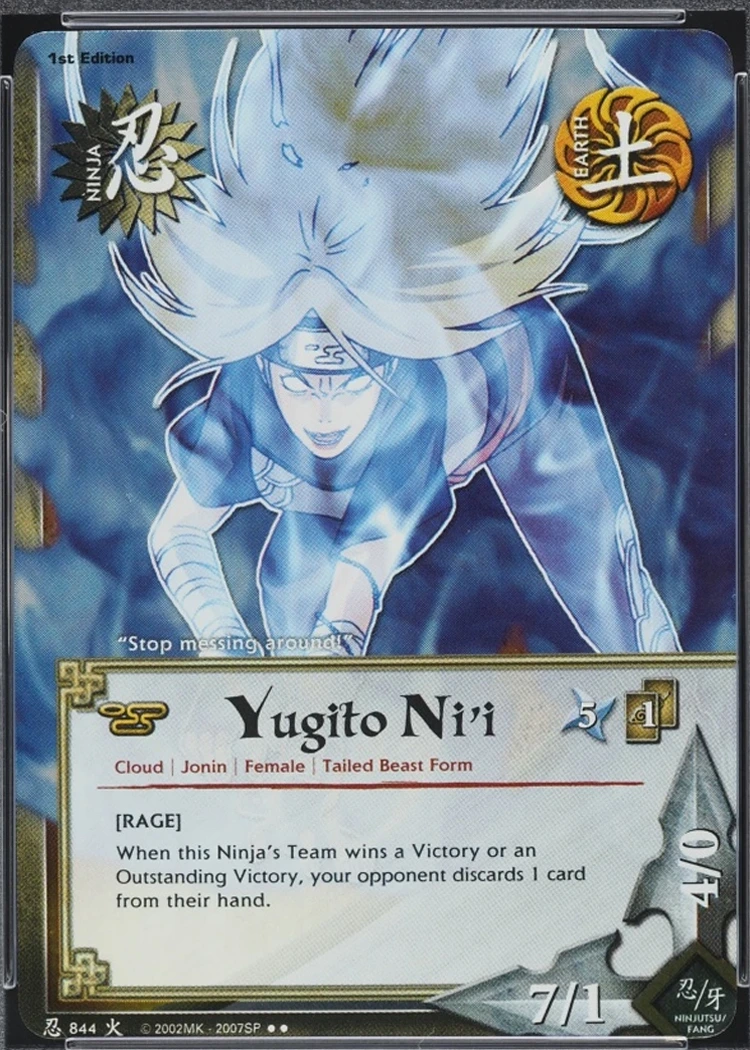 1st Edition
NINJA
忍
EARTH
土
"Stop messing around!"
Yugito Ni'i
5
1
Cloud | Jonin | Female | Tailed Beast Form
[RAGE]
When this Ninja's Team wins a Victory or an
Outstanding Victory, your opponent discards 1 card
from their hand.
4/0
7/1
忍/牙
NINJUTSU/
FANG
忍 844 火 © 2002MK - 2007SP ●●